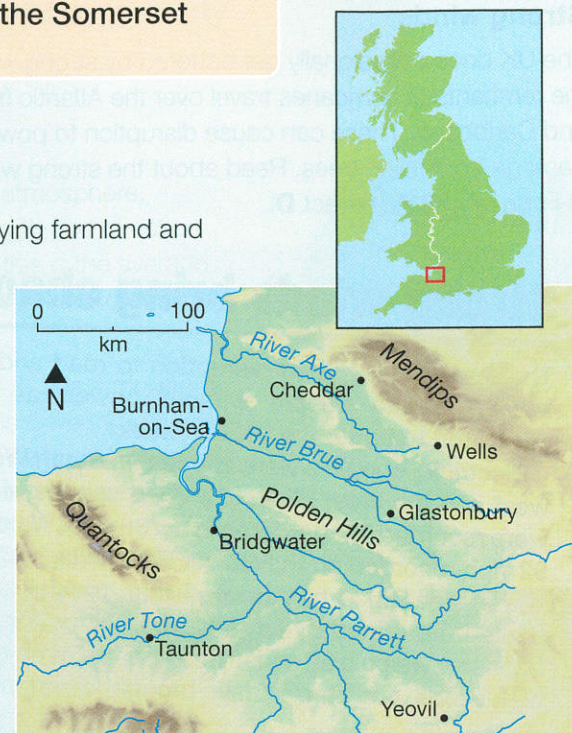 the Somerset
ying farmland and
0 100
km
N
River Axe
Mendips
Cheddar
Burnham-
on-Sea
River Brue
Wells
Polden Hills
Glastonbury
Quantocks
Bridgwater
River Tone
River Parrett
Taunton
Yeovil